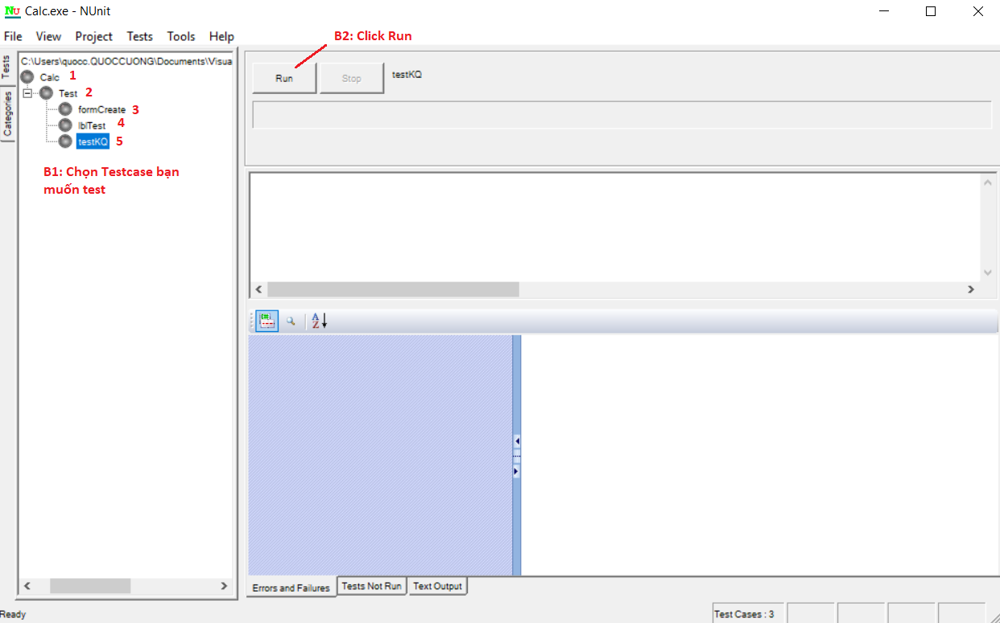 NU Calc.exe - NUnit
File View Project Tests Tools Help
B2: Click Run
Tests
Categories
C:\Users\quocc.QUOCCUONG\Documents\Visua
Calc 1
Test 2
formCreate 3
lblTest 4
testKQ 5
B1: Chọn Testcase bạn
muốn test
Run Stop testKQ
A
Z
Errors and Failures Tests Not Run Text Output
Ready Test Cases : 3